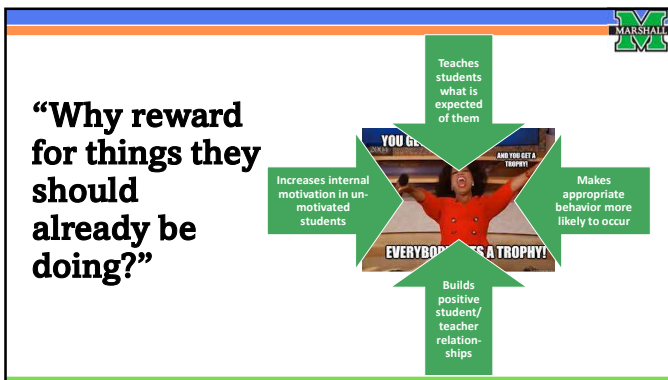 MARSHALL
“Why reward
for things they
should
already be
doing?”
Teaches
students
what is
expected
of them
Increases internal
motivation in un-
motivated
students
YOU GE
AND YOU GET A
TROPHY!
EVERYBO
S A TROPHY!
Makes
appropriate
behavior more
likely to occur
Builds
positive
student/
teacher
relation-
ships